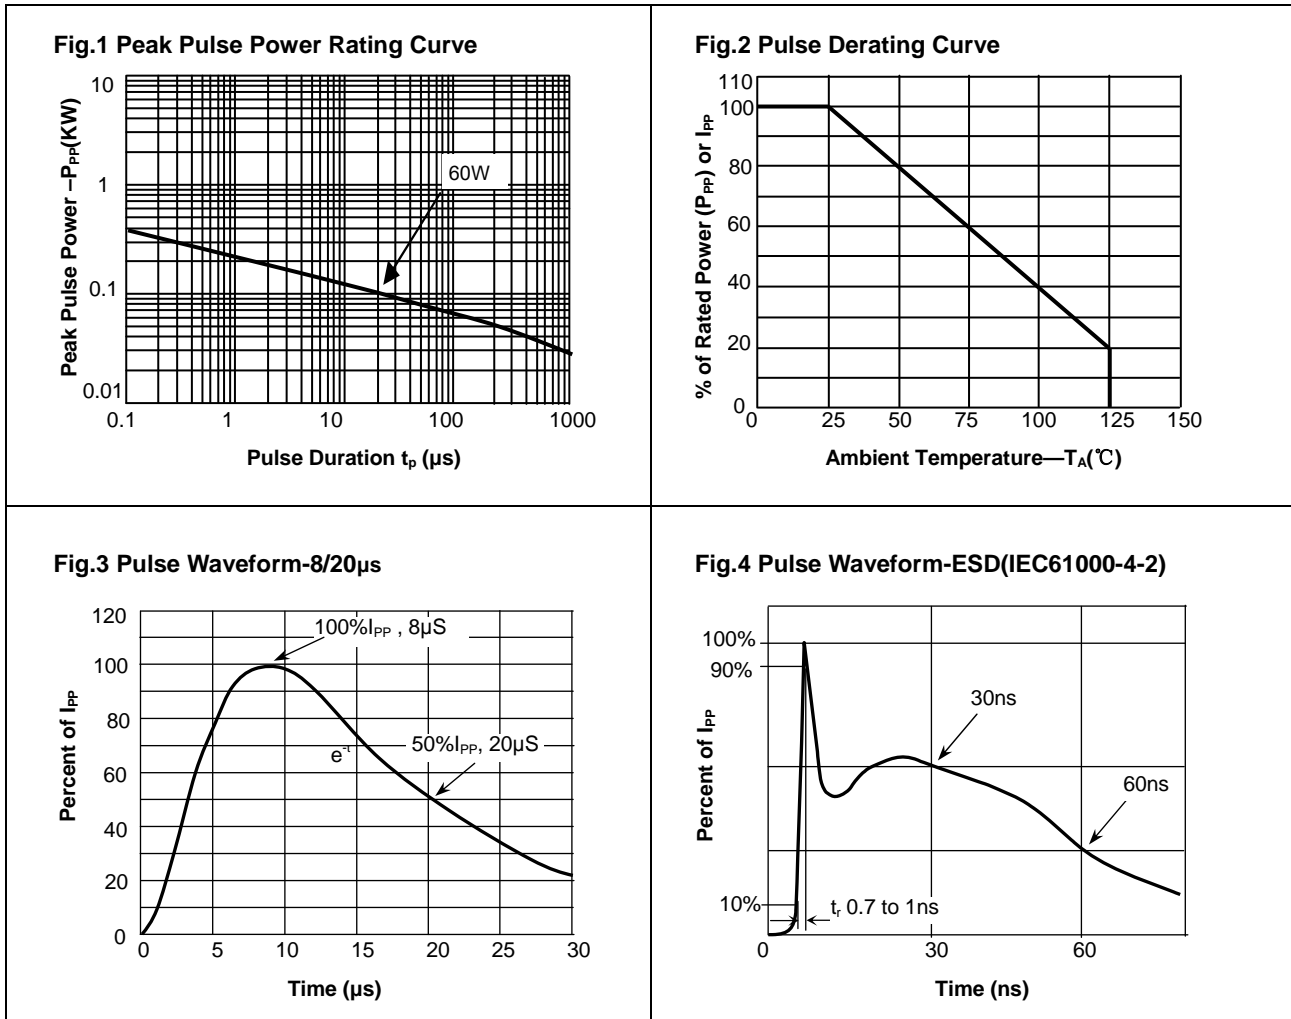 Fig.1 Peak Pulse Power Rating Curve
Peak Pulse Power –PPP(KW)
10
1
0.1
0.01
60W
0.1 1 10 100 1000
Pulse Duration tp (µs)
Fig.2 Pulse Derating Curve
% of Rated Power (PPP) or IPP
110
100
80
60
40
20
0
0 25 50 75 100 125 150
Ambient Temperature—TA(℃)
Fig.3 Pulse Waveform-8/20µs
Percent of IPP
120
100
80
60
40
20
0
100%IPP , 8µS
e-t
50%IPP, 20µS
0 5 10 15 20 25 30
Time (µs)
Fig.4 Pulse Waveform-ESD(IEC61000-4-2)
Percent of IPP
100%
90%
10%
30ns
60ns
tr 0.7 to 1ns
0 30 60
Time (ns)